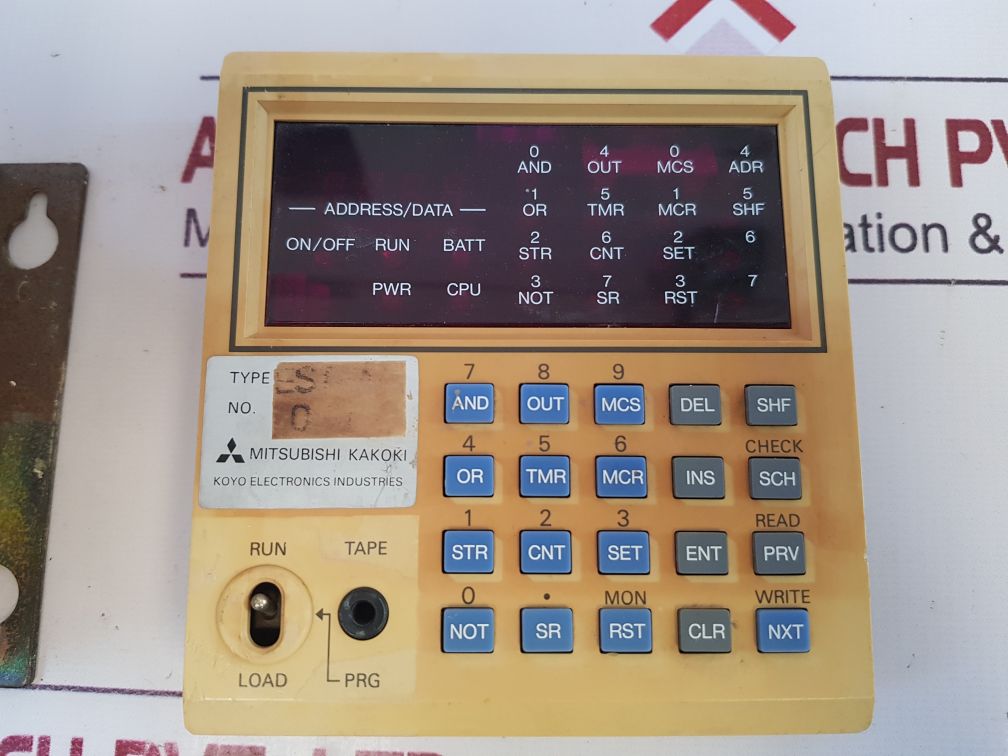 0 4 0 4
AND OUT MCS ADR
1 5 1 5
OR TMR MCR SHF
— ADDRESS/DATA —
2 6 2 6
ON/OFF RUN BATT STR CNT SET
3 7 3 7
PWR CPU NOT SR RST
TYPE
NO. 0
MITSUBISHI KAKOKI
KOYO ELECTRONICS INDUSTRIES
7 8 9
AND OUT MCS DEL SHF
4 5 6 CHECK
OR TMR MCR INS SCH
1 2 3 READ
STR CNT SET ENT PRV
0 • MON WRITE
NOT SR RST CLR NXT
RUN TAPE
LOAD PRG
CH PV
ation &